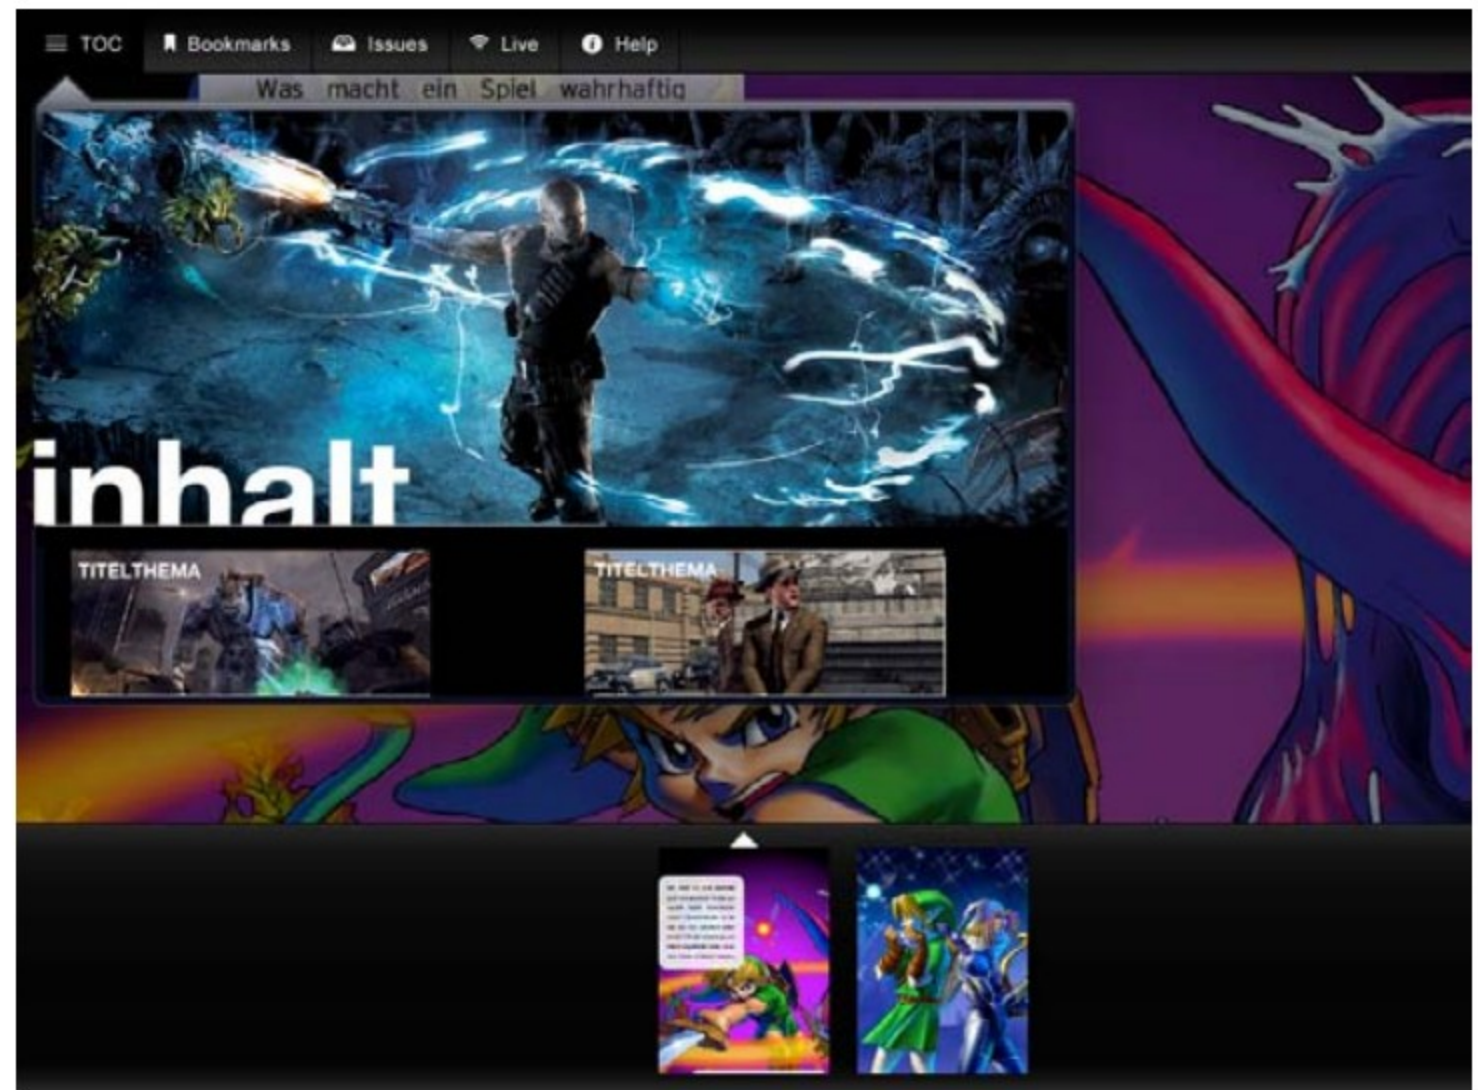 TOC Bookmarks Issues Live Help
Was macht ein Spiel wahrhaftig
inhalt
TITELTHEMA TITELTHEMA